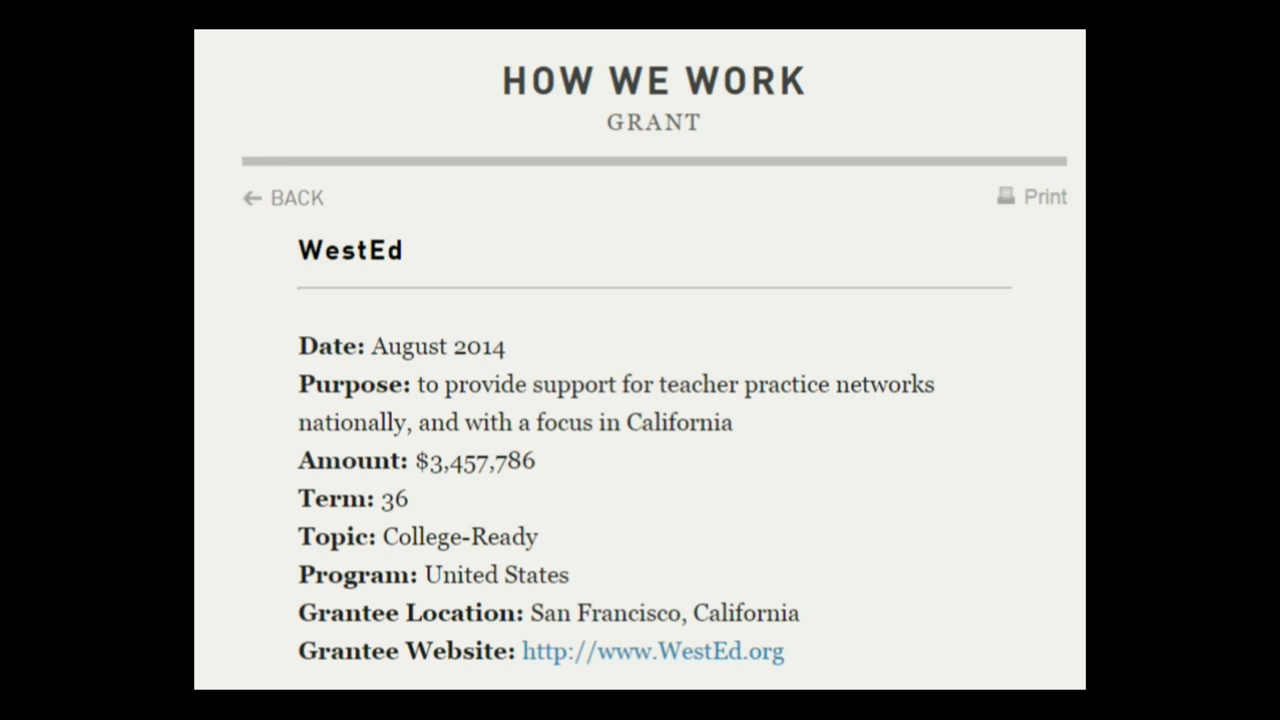 HOW WE WORK
GRANT
← BACK
Print
WestEd
Date: August 2014
Purpose: to provide support for teacher practice networks
nationally, and with a focus in California
Amount: $3,457,786
Term: 36
Topic: College-Ready
Program: United States
Grantee Location: San Francisco, California
Grantee Website: http://www.WestEd.org